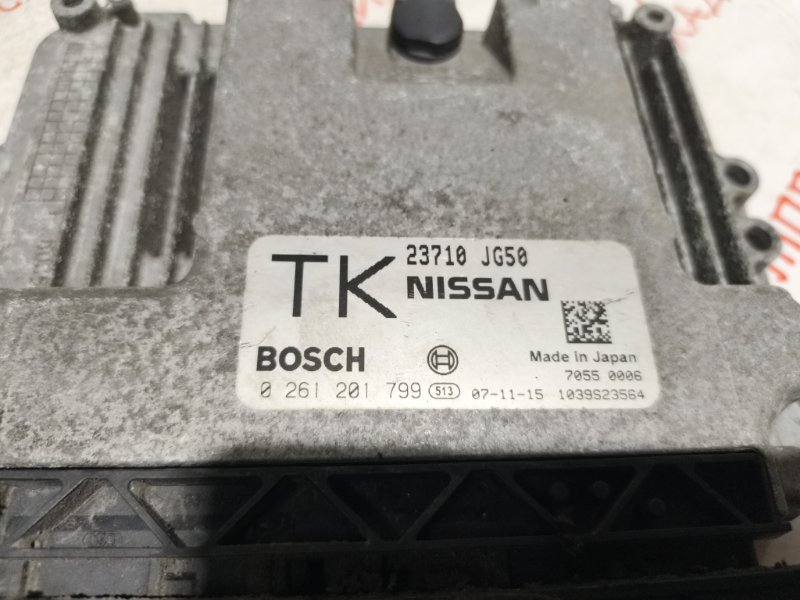 TK
23710 JG50
NISSAN
BOSCH
Made in Japan
7055 0006
0 261 201 799 513 07-11-15 1039S23564